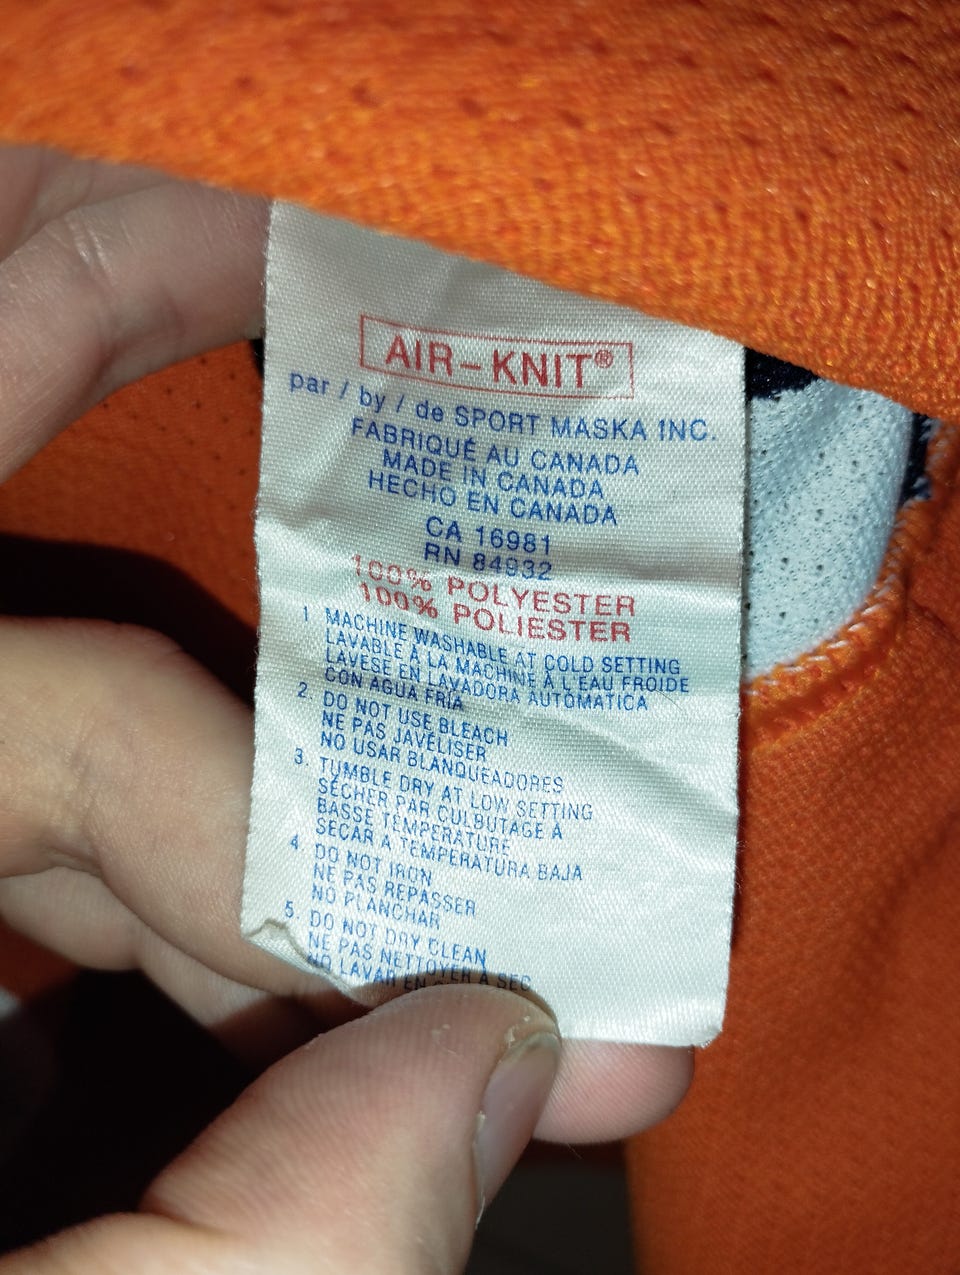 AIR-KNIT®
par / by / de SPORT MASKA INC.
FABRIQUÉ AU CANADA
MADE IN CANADA
HECHO EN CANADA
CA 16981
RN 84932
100% POLYESTER
100% POLIESTER
1 MACHINE WASHABLE AT COLD SETTING
LAVABLE À LA MACHINE À L'EAU FROIDE
LAVESE EN LAVADORA AUTOMATICA
CON AGUA FRIA
2. DO NOT USE BLEACH
NE PAS JAVÉLISER
NO USAR BLANQUEADORES
3. TUMBLE DRY AT LOW SETTING
SÉCHER PAR CULBUTAGE À
BASSE TEMPÉRATURE
SECAR A TEMPERATURA BAJA
4. DO NOT IRON
NE PAS REPASSER
NO PLANCHAR
5. DO NOT DRY CLEAN
NE PAS NETTOYER À SEC
NO LAVAR EN